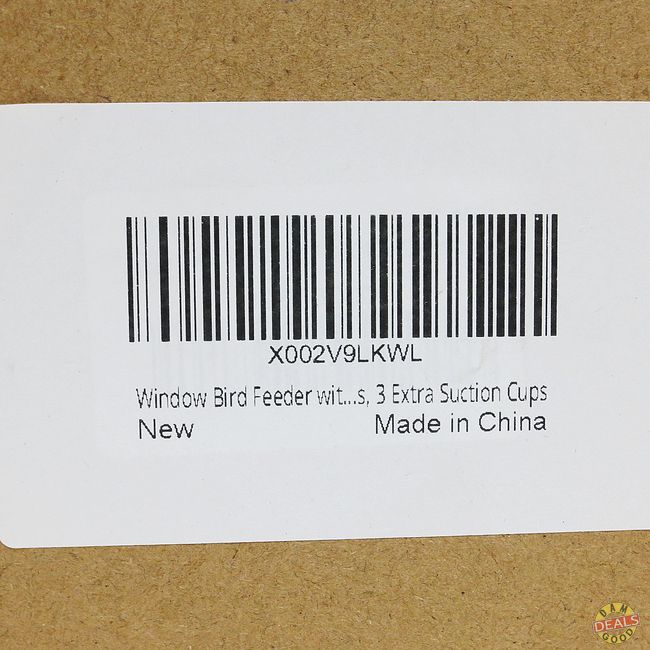 X002V9LKWL
Window Bird Feeder wit...s, 3 Extra Suction Cups
New Made in China
DAM
DEALS
GOOD